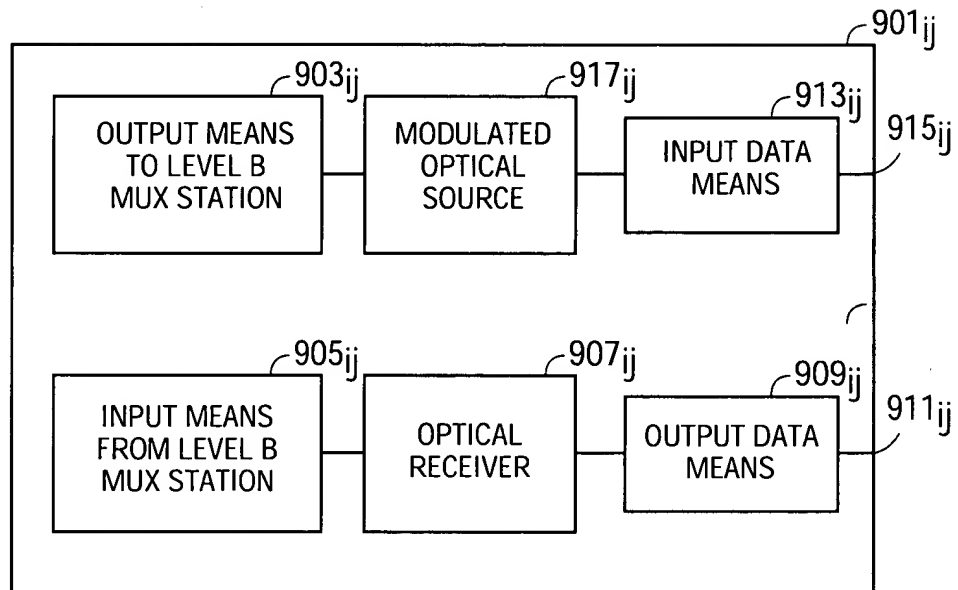 901ij
903ij
917ij
913ij
915ij
OUTPUT MEANS
TO LEVEL B
MUX STATION
MODULATED
OPTICAL
SOURCE
INPUT DATA
MEANS
905ij
907ij
909ij
911ij
INPUT MEANS
FROM LEVEL B
MUX STATION
OPTICAL
RECEIVER
OUTPUT DATA
MEANS